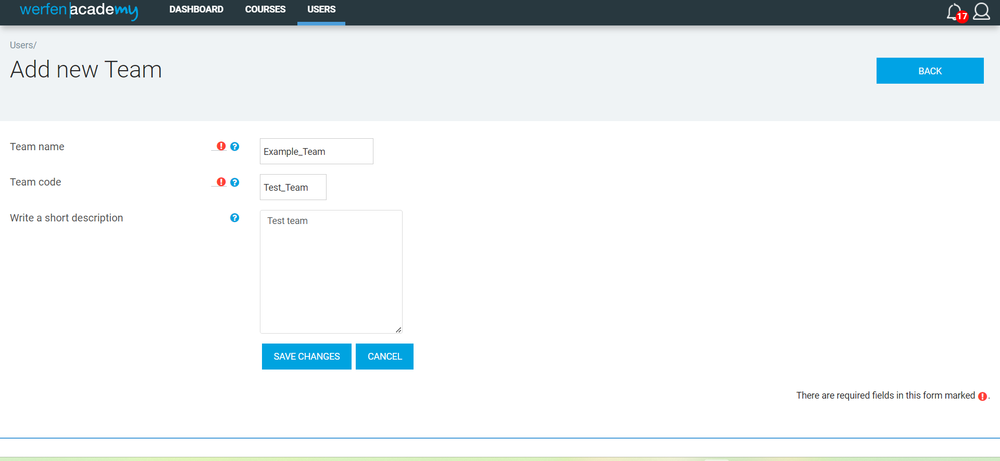 werfen academy DASHBOARD COURSES USERS 17
Users/
Add new Team
BACK
Team name ! ? Example_Team
Team code ! ? Test_Team
Write a short description ? Test team
SAVE CHANGES CANCEL
There are required fields in this form marked ! .